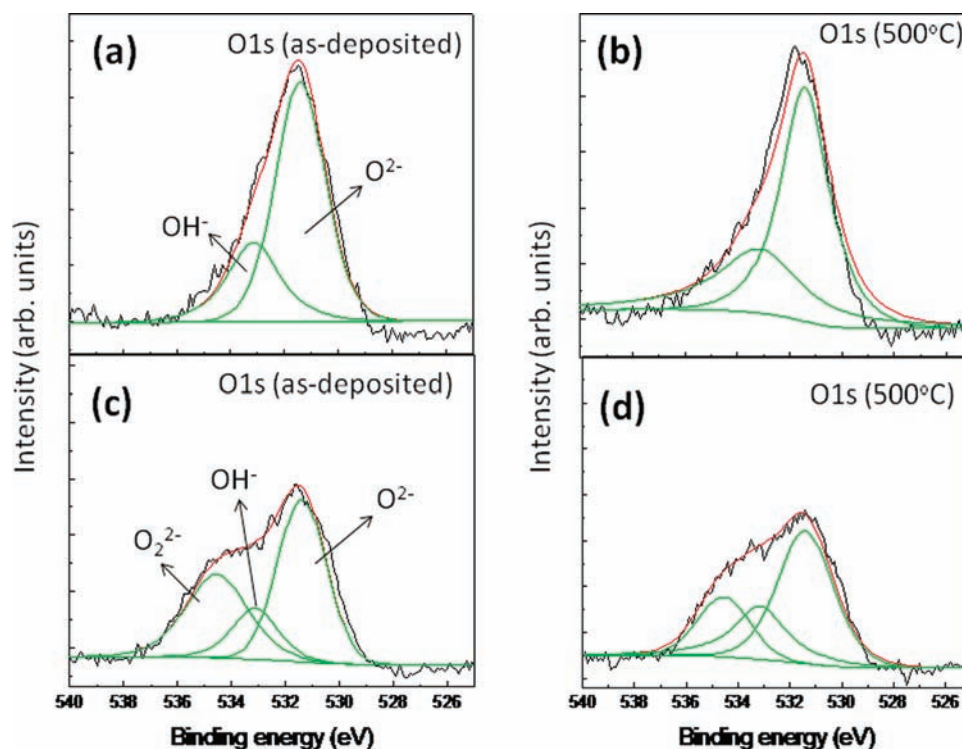 (a) O1s (as-deposited)
OH-
O2-
Intensity (arb. units)
(b) O1s (500oC)
Intensity (arb. units)
(c) O1s (as-deposited)
O22-
OH-
O2-
540 538 536 534 532 530 528 526
Binding energy (eV)
(d) O1s (500oC)
540 538 536 534 532 530 528 526
Binding energy (eV)